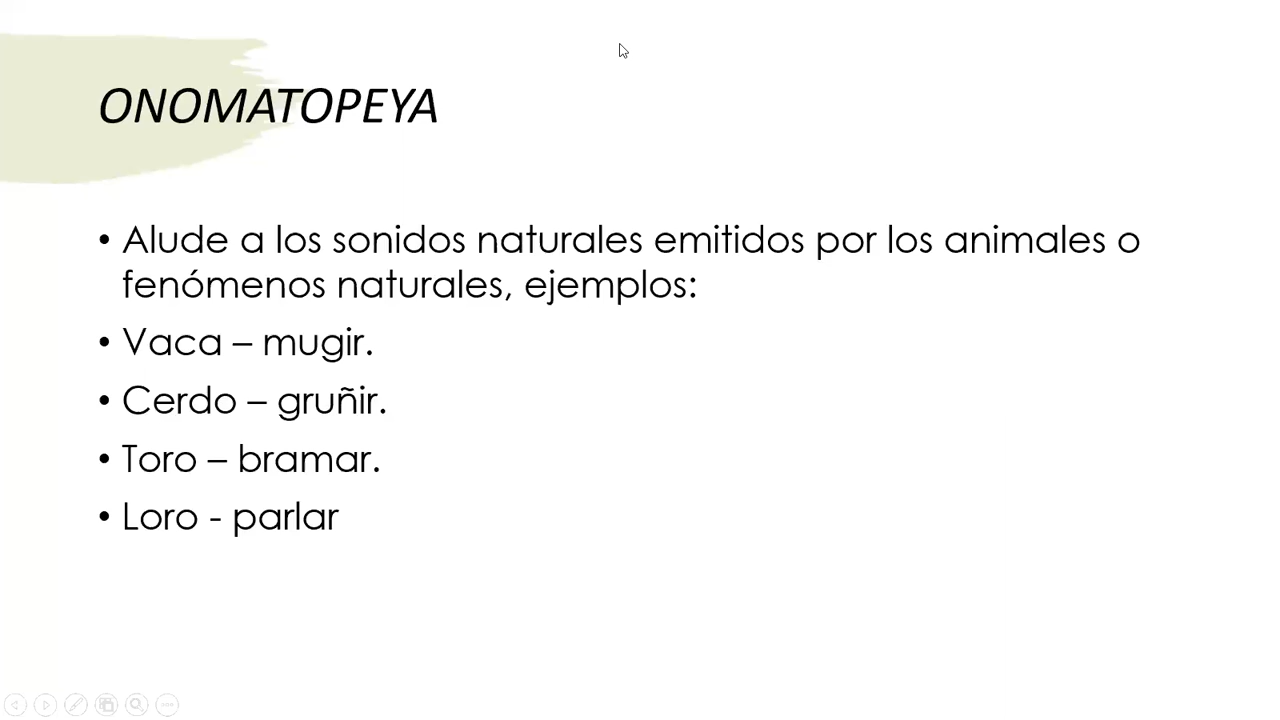 ONOMATOPEYA
• Alude a los sonidos naturales emitidos por los animales o
fenómenos naturales, ejemplos:
• Vaca – mugir.
• Cerdo – gruñir.
• Toro – bramar.
• Loro - parlar